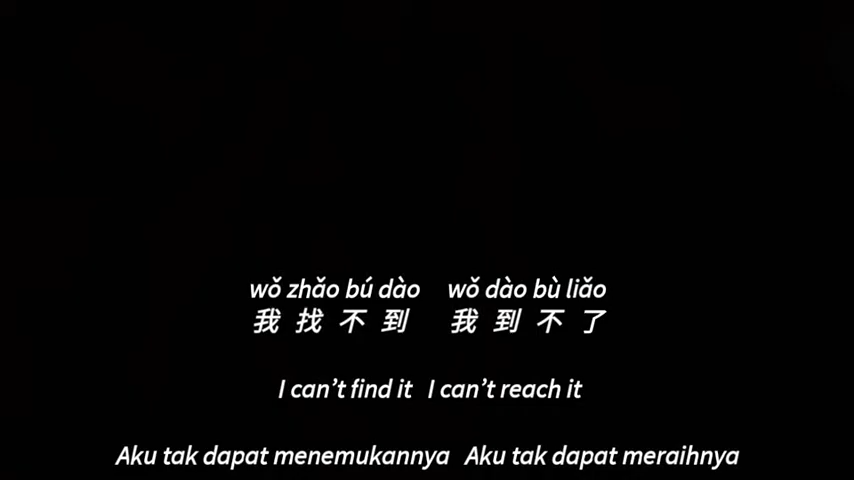 wǒ zhǎo bú dào wǒ dào bù liǎo
我 找 不 到 我 到 不 了
I can't find it I can't reach it
Aku tak dapat menemukannya Aku tak dapat meraihnya